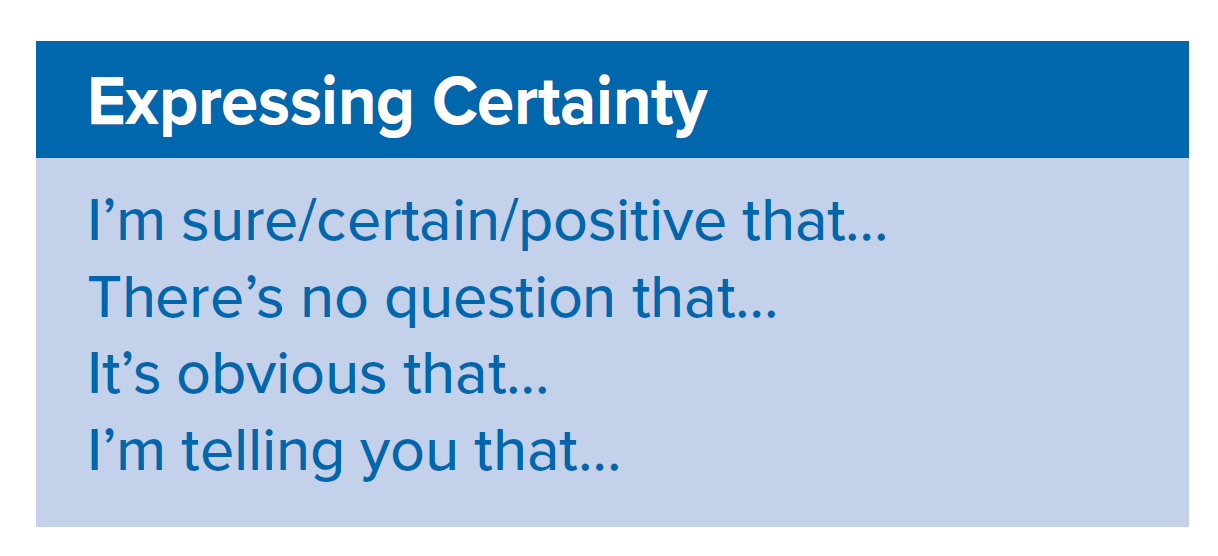 Expressing Certainty
I’m sure/certain/positive that...
There’s no question that...
It’s obvious that...
I’m telling you that...